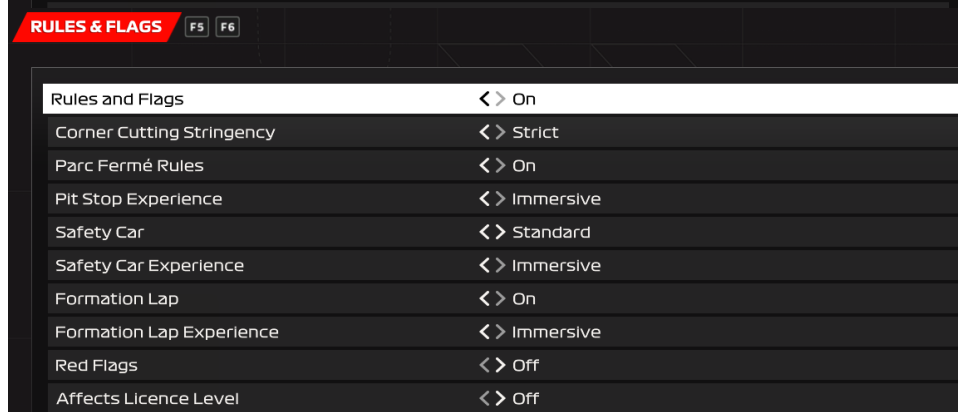 RULES & FLAGS F5 F6
Rules and Flags On
Corner Cutting Stringency Strict
Parc Fermé Rules On
Pit Stop Experience Immersive
Safety Car Standard
Safety Car Experience Immersive
Formation Lap On
Formation Lap Experience Immersive
Red Flags Off
Affects Licence Level Off